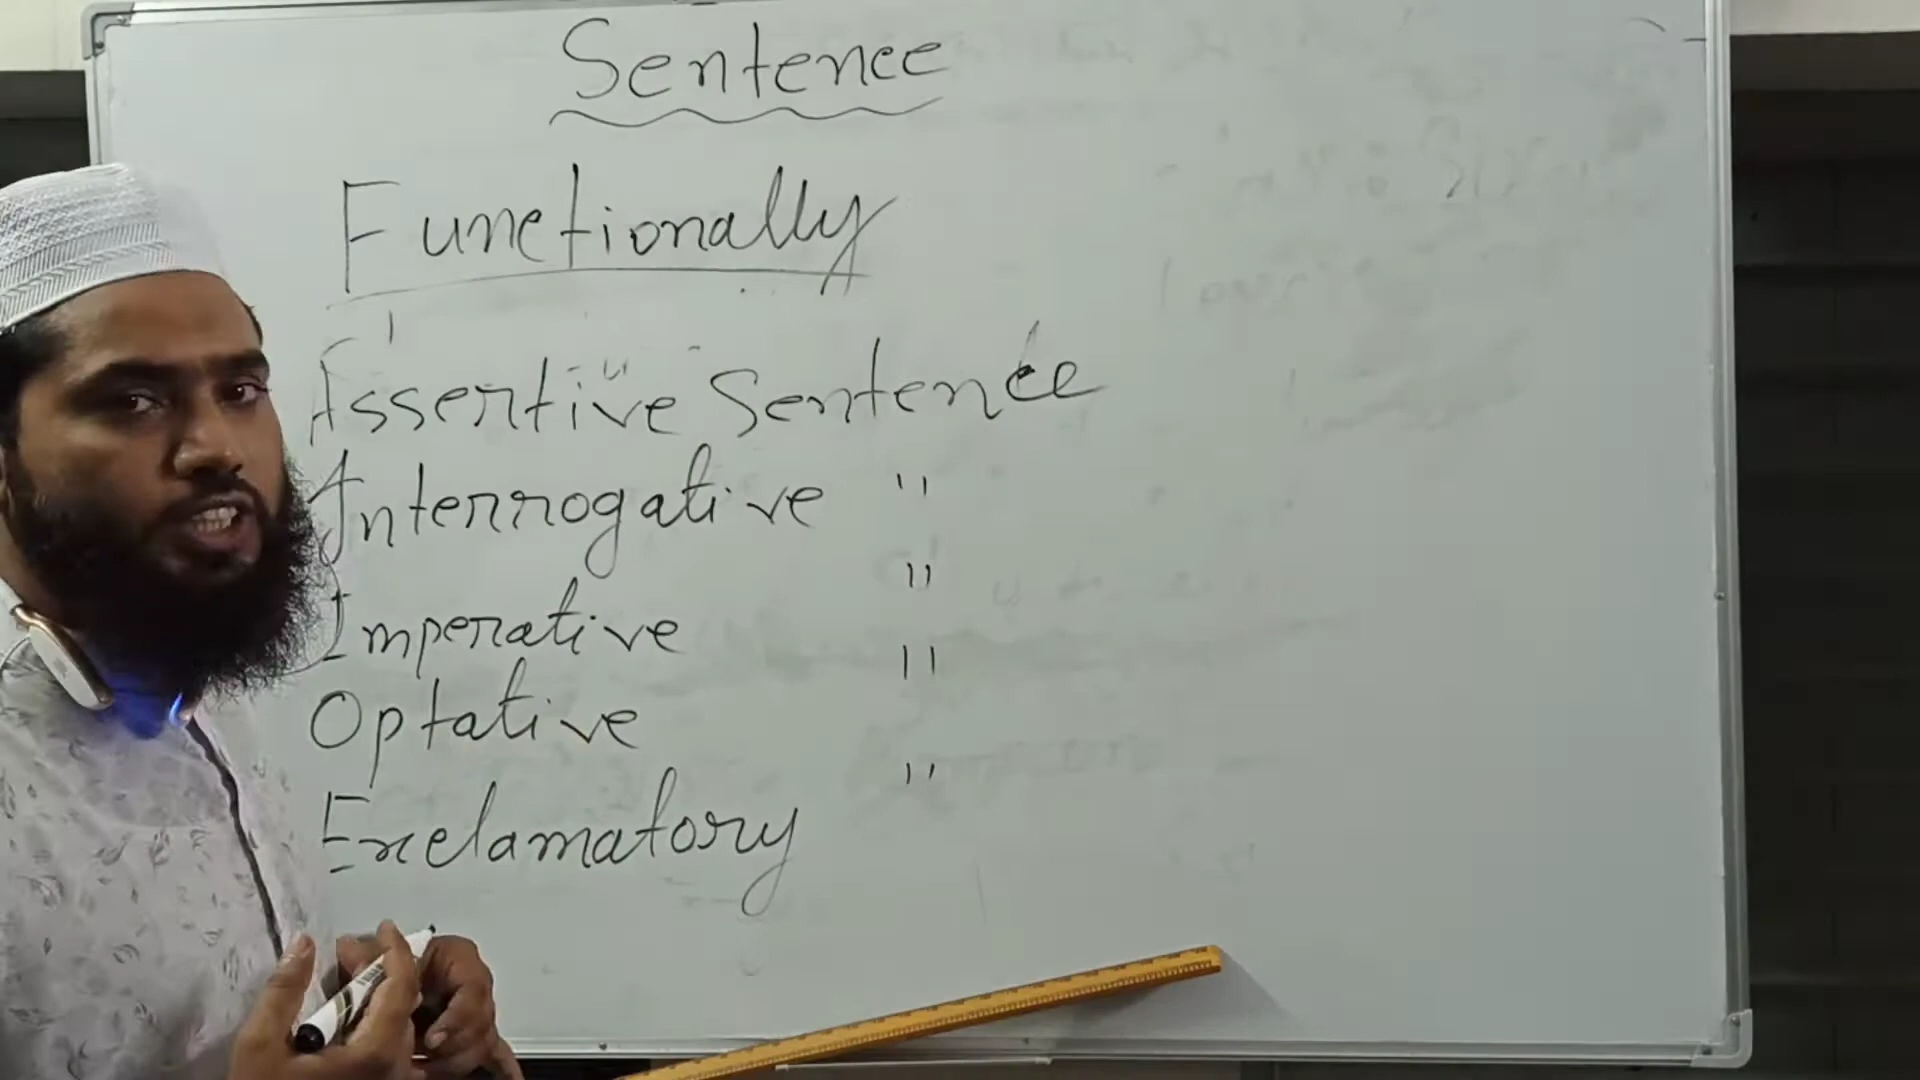 Sentence
Functionally
Assertive Sentence
Interrogative "
Imperative "
Optative "
Exclamatory "